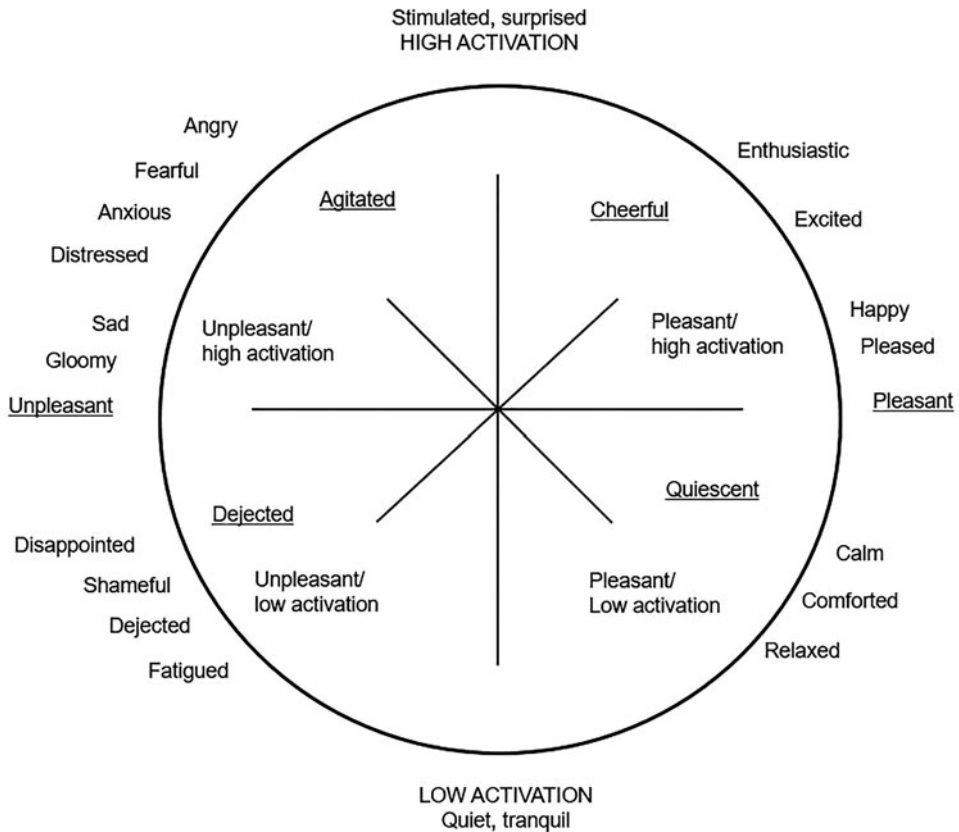 Stimulated, surprised
HIGH ACTIVATION
Angry
Enthusiastic
Fearful
Agitated
Cheerful
Anxious
Excited
Distressed
Happy
Sad
Unpleasant/
high activation
Pleasant/
high activation
Pleased
Gloomy
Unpleasant
Pleasant
Quiescent
Dejected
Disappointed
Calm
Shameful
Unpleasant/
low activation
Pleasant/
Low activation
Comforted
Dejected
Relaxed
Fatigued
LOW ACTIVATION
Quiet, tranquil